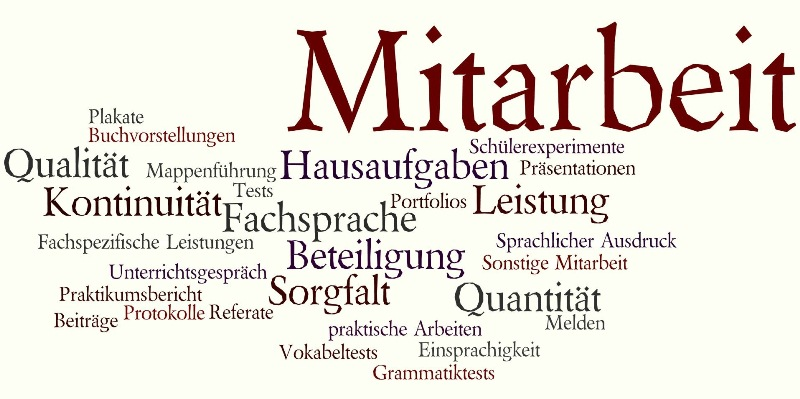 Mitarbeit
Plakate
Buchvorstellungen
Schülerexperimente
Qualität
Mappenführung
Hausaufgaben
Präsentationen
Tests
Kontinuität
Portfolios
Leistung
Fachsprache
Fachspezifische Leistungen
Sprachlicher Ausdruck
Beteiligung
Unterrichtsgespräch
Sonstige Mitarbeit
Praktikumsbericht
Sorgfalt
Quantität
Beiträge
Protokolle
Referate
Melden
praktische Arbeiten
Vokabeltests
Einsprachigkeit
Grammatiktests